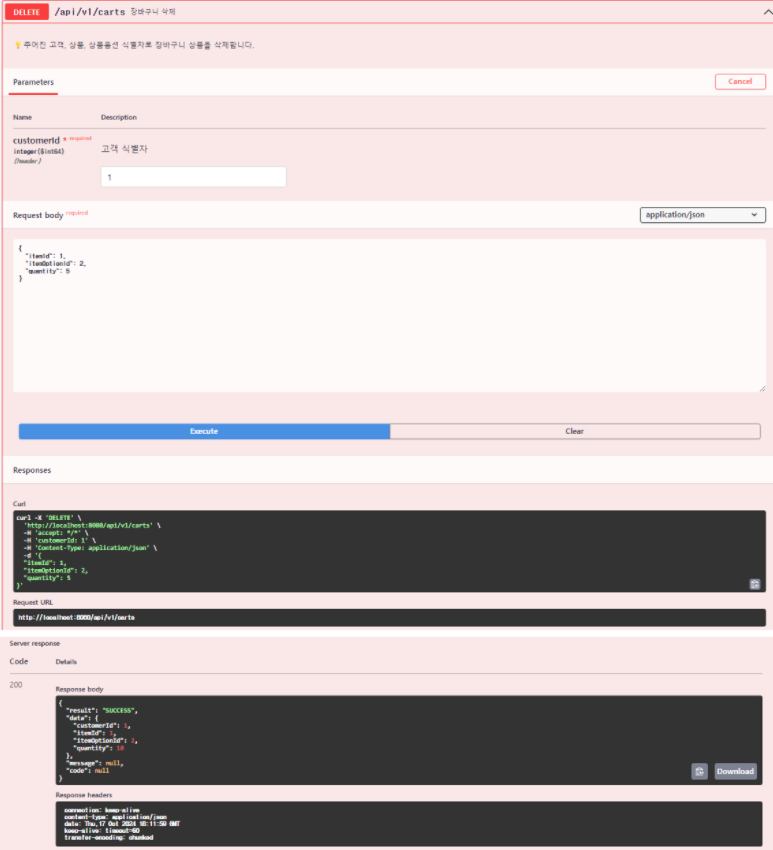 DELETE /api/v1/carts 장바구니 삭제
💡 주어진 고객, 상품, 상품옵션 식별자로 장바구니 상품을 삭제합니다.
Parameters Cancel
Name Description
customerId * required 고객 식별자
integer($int64)
(header)
1
Request body required application/json
{
"itemId": 1,
"itemOptionId": 2,
"quantity": 5
}
Execute Clear
Responses
Curl
curl -X 'DELETE' \
'http://localhost:8080/api/v1/carts' \
-H 'accept: */*' \
-H 'customerId: 1' \
-H 'Content-Type: application/json' \
-d '{
"itemId": 1,
"itemOptionId": 2,
"quantity": 5
}'
Request URL
http://localhost:8080/api/v1/carts
Server response
Code Details
200
Response body
{
"result": "SUCCESS",
"data": {
"customerId": 1,
"itemId": 1,
"itemOptionId": 2,
"quantity": 10
},
"message": null,
"code": null
}
Download
Response headers
connection: keep-alive
content-type: application/json
date: Thu,17 Oct 2024 18:11:59 GMT
keep-alive: timeout=60
transfer-encoding: chunked